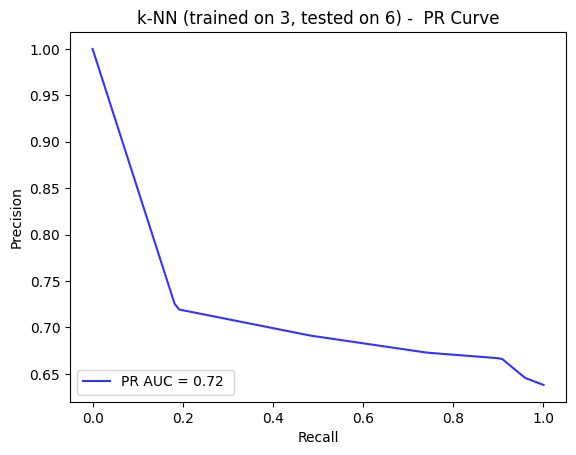 k-NN (trained on 3, tested on 6) -  PR Curve
1.00
0.95
0.90
0.85
0.80
0.75
0.70
0.65
Precision
PR AUC = 0.72
0.0 0.2 0.4 0.6 0.8 1.0
Recall